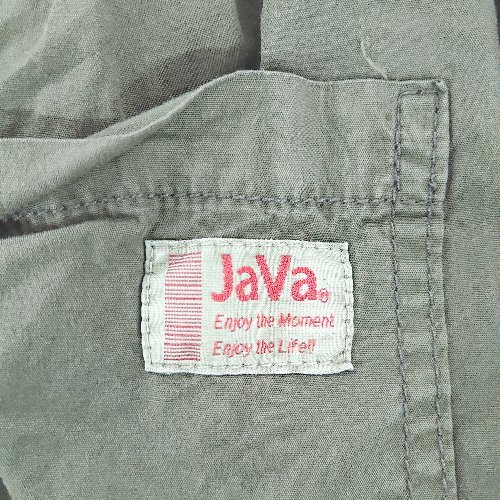 JaVa®
Enjoy the Moment
Enjoy the Life!!